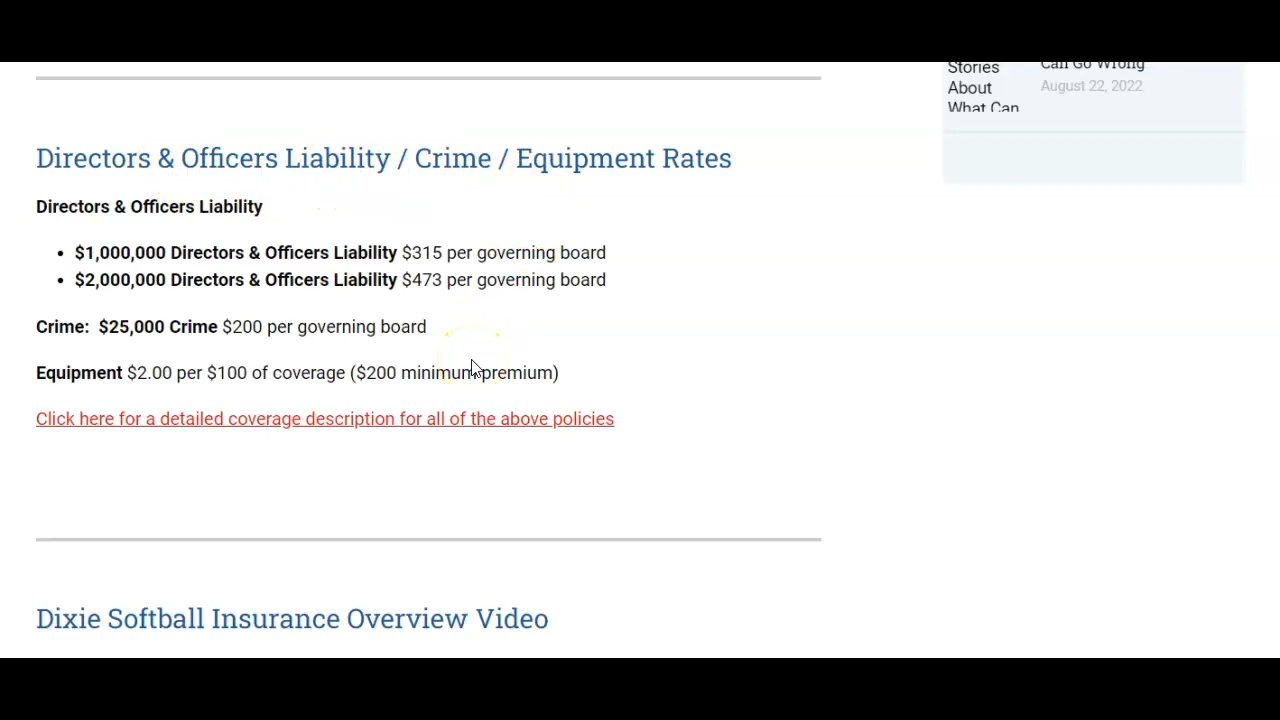 Directors & Officers Liability / Crime / Equipment Rates
Directors & Officers Liability
• $1,000,000 Directors & Officers Liability $315 per governing board
• $2,000,000 Directors & Officers Liability $473 per governing board
Crime:  $25,000 Crime $200 per governing board
Equipment $2.00 per $100 of coverage ($200 minimum premium)
Click here for a detailed coverage description for all of the above policies
Dixie Softball Insurance Overview Video
Stories
About
What Can
Can Go Wrong
August 22, 2022